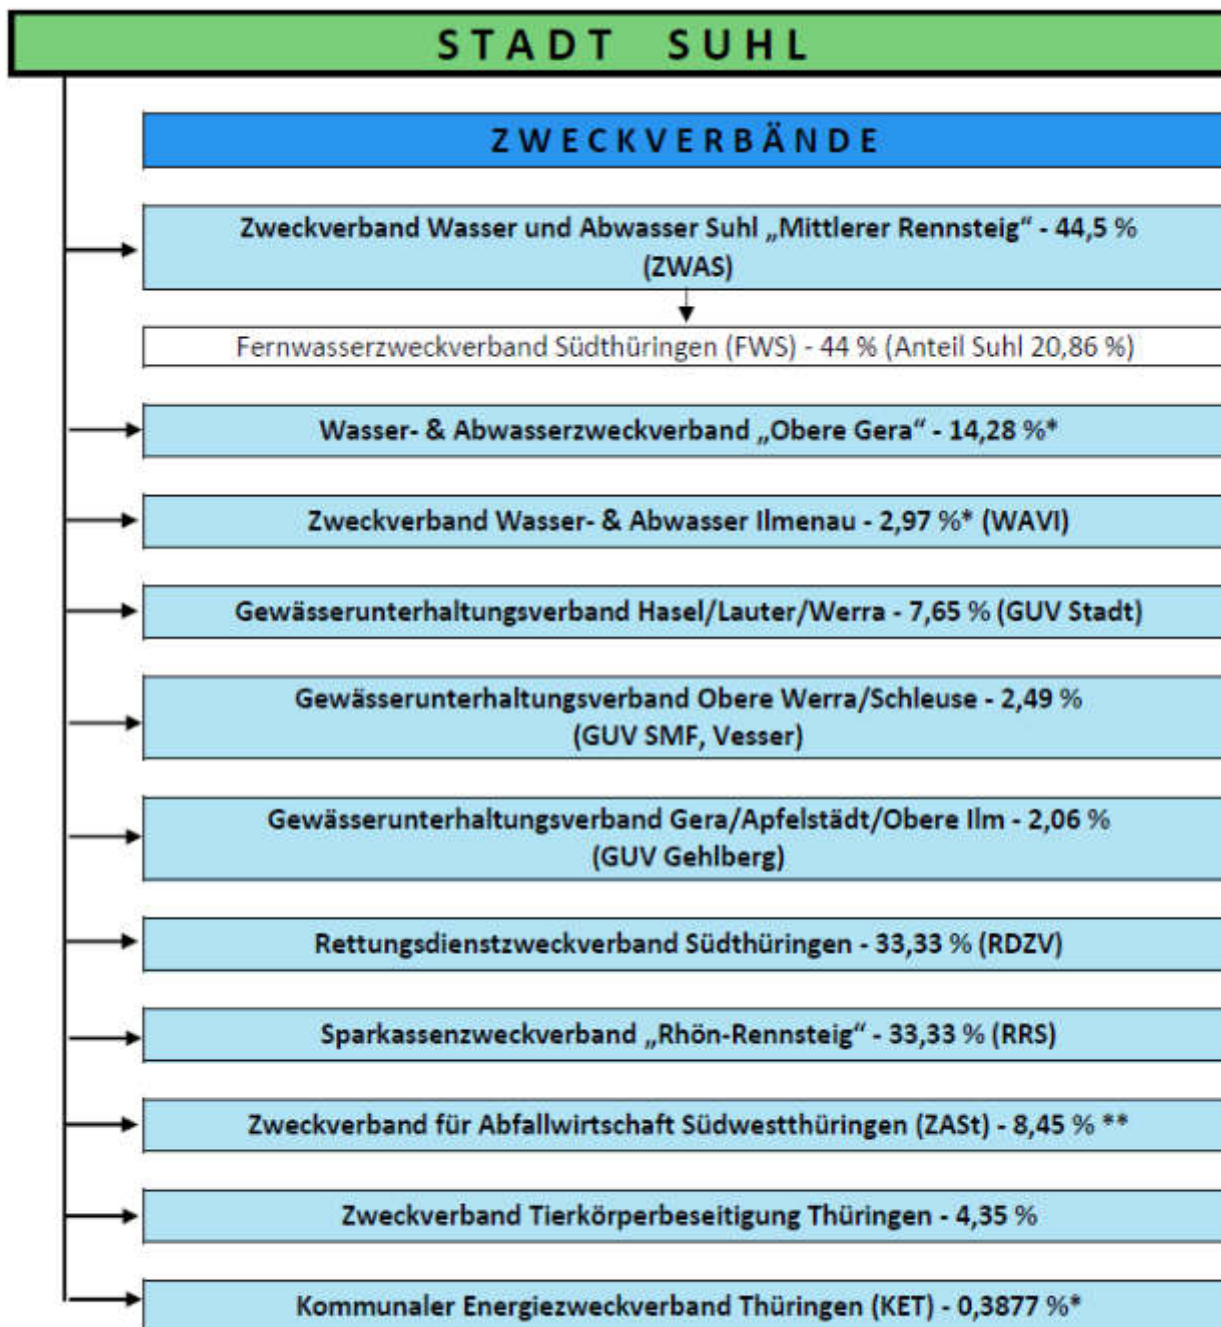 STADT SUHL
ZWECKVERBÄNDE
Zweckverband Wasser und Abwasser Suhl „Mittlerer Rennsteig“ - 44,5 %
(ZWAS)
Fernwasserzweckverband Südthüringen (FWS) - 44 % (Anteil Suhl 20,86 %)
Wasser- & Abwasserzweckverband „Obere Gera“ - 14,28 %*
Zweckverband Wasser- & Abwasser Ilmenau - 2,97 %* (WAVI)
Gewässerunterhaltungsverband Hasel/Lauter/Werra - 7,65 % (GUV Stadt)
Gewässerunterhaltungsverband Obere Werra/Schleuse - 2,49 %
(GUV SMF, Vesser)
Gewässerunterhaltungsverband Gera/Apfelstädt/Obere Ilm - 2,06 %
(GUV Gehlberg)
Rettungsdienstzweckverband Südthüringen - 33,33 % (RDZV)
Sparkassenzweckverband „Rhön-Rennsteig“ - 33,33 % (RRS)
Zweckverband für Abfallwirtschaft Südwestthüringen (ZASt) - 8,45 % **
Zweckverband Tierkörperbeseitigung Thüringen - 4,35 %
Kommunaler Energiezweckverband Thüringen (KET) - 0,3877 %*